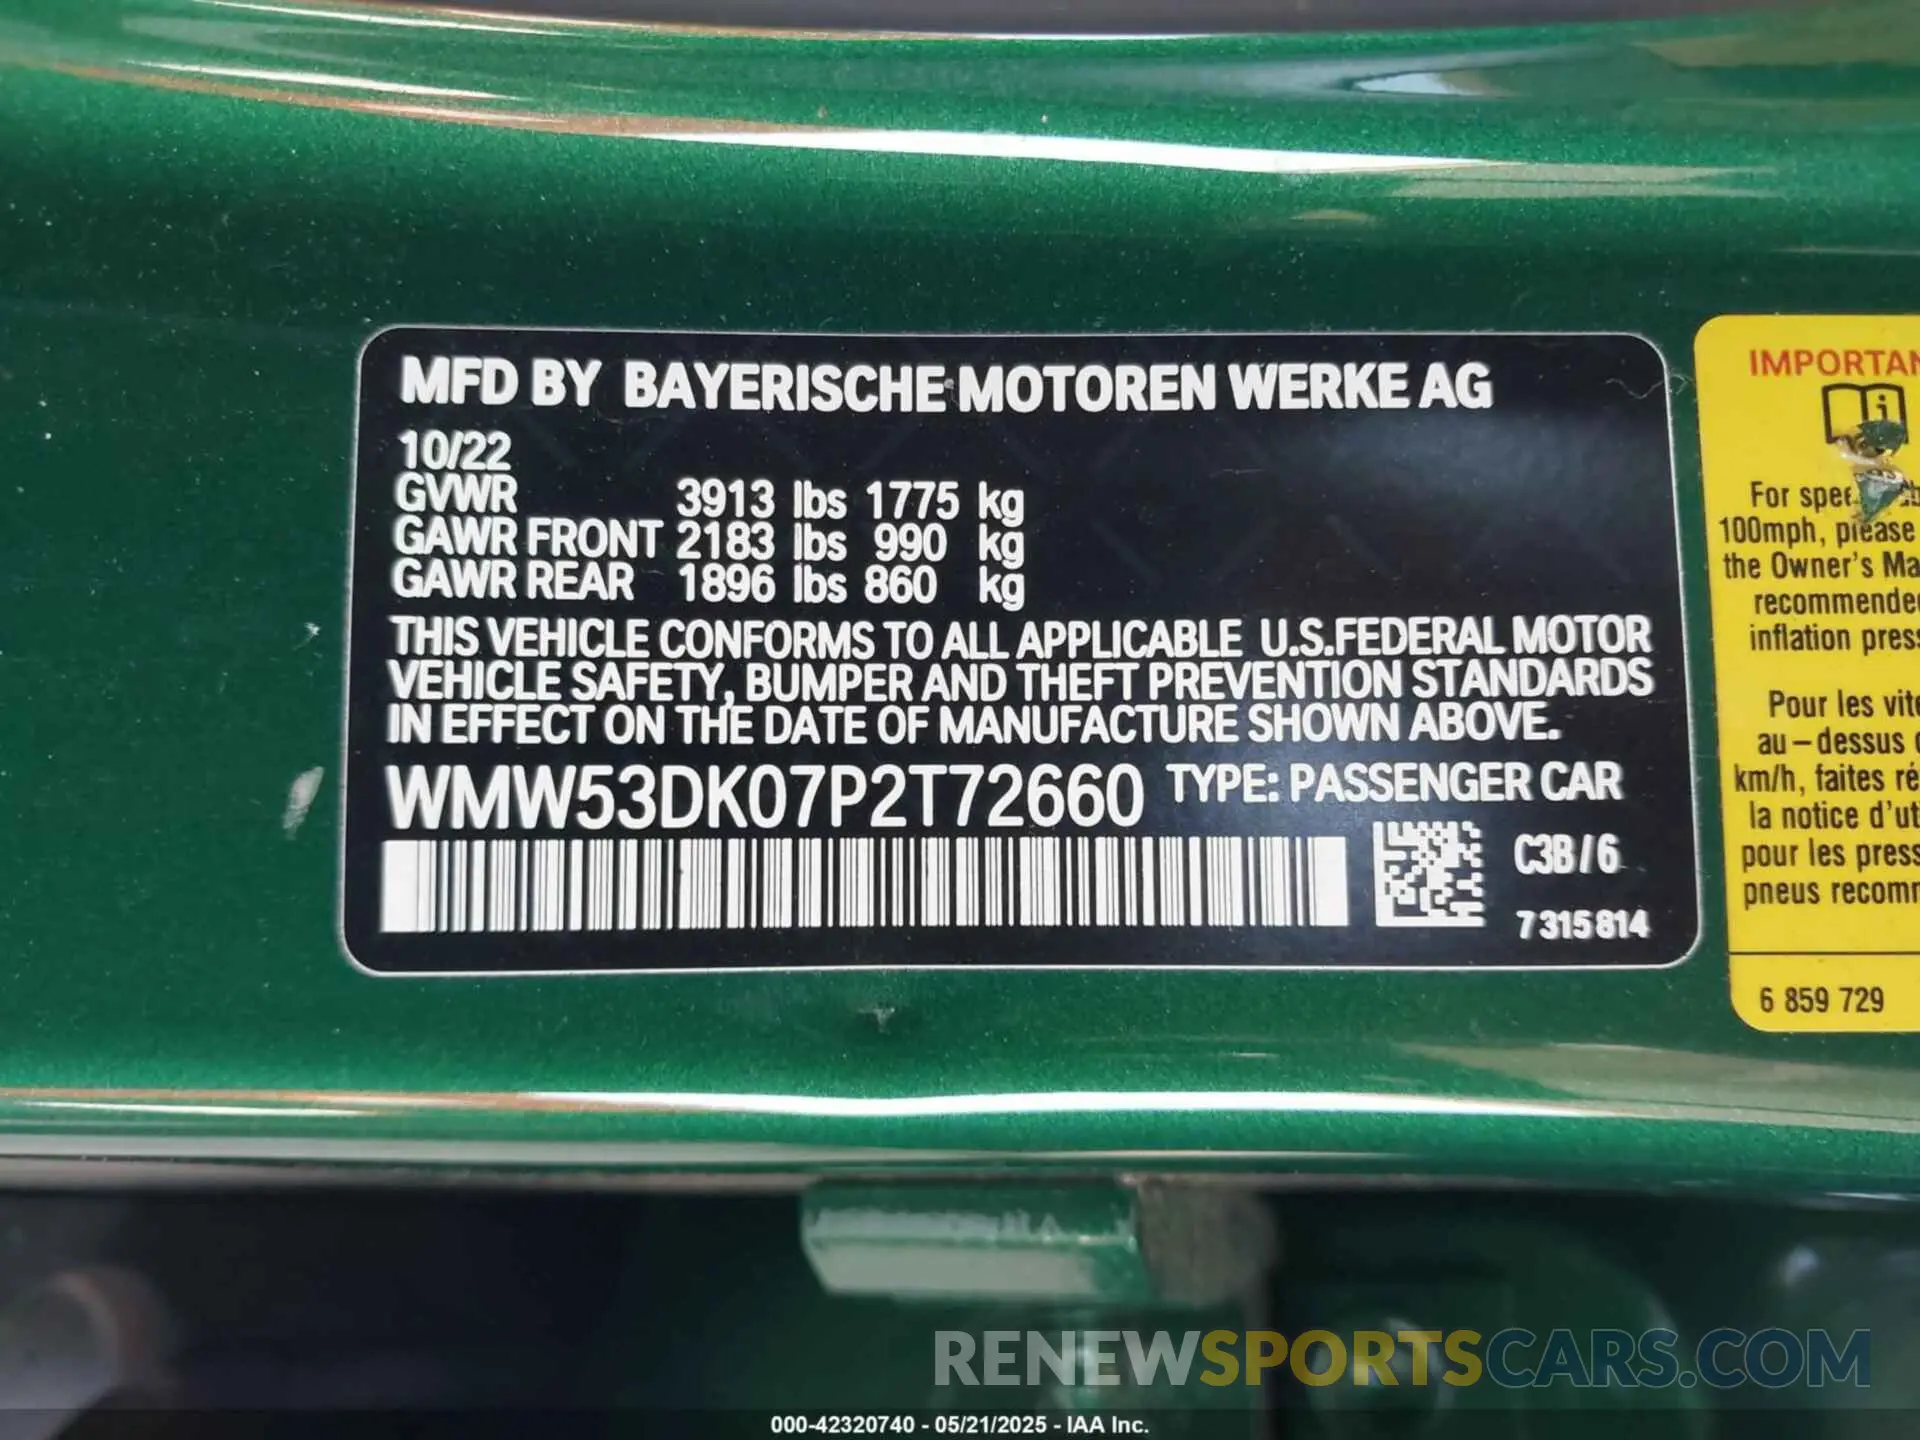 MFD BY BAYERISCHE MOTOREN WERKE AG
10/22
GVWR 3913 lbs 1775 kg
GAWR FRONT 2183 lbs 990 kg
GAWR REAR 1896 lbs 860 kg
THIS VEHICLE CONFORMS TO ALL APPLICABLE U.S.FEDERAL MOTOR
VEHICLE SAFETY, BUMPER AND THEFT PREVENTION STANDARDS
IN EFFECT ON THE DATE OF MANUFACTURE SHOWN ABOVE.
WMW53DK07P2T72660 TYPE: PASSENGER CAR
C3B/6
7315814
IMPORTAN
i
For
100mph, please
the Owner's Ma
recommende
inflation press
Pour les vite
au-dessus
km/h, faites ré
la notice d'ut
pour les press
pneus recomm
6 859 729
RENEWSPORTSCARS.COM
000-42320740 - 05/21/2025 - IAA Inc.